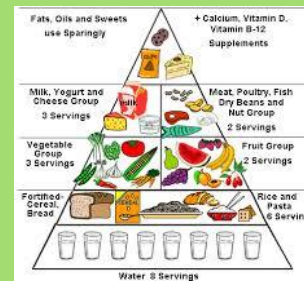 Fats, Oils and Sweets
use Sparingly
+ Calcium, Vitamin D,
Vitamin B-12
Supplements
Milk, Yogurt and
Cheese Group
3 Servings
milk
Meat, Poultry, Fish
Dry Beans and
Nut Group
2 Servings
Vegetable
Group
3 Servings
Fruit Group
2 Servings
Fortified-
Cereal,
Bread
CEREAL
Rice and
Pasta
6 Servin
Water 8 Servings